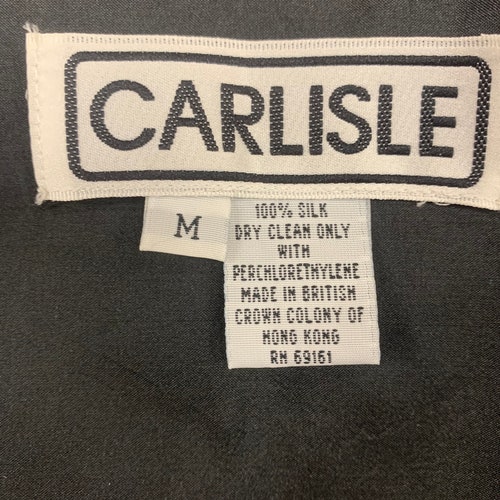 CARLISLE
M
100% SILK
DRY CLEAN ONLY
WITH
PERCHLORETHYLENE
MADE IN BRITISH
CROWN COLONY OF
HONG KONG
RN 69161